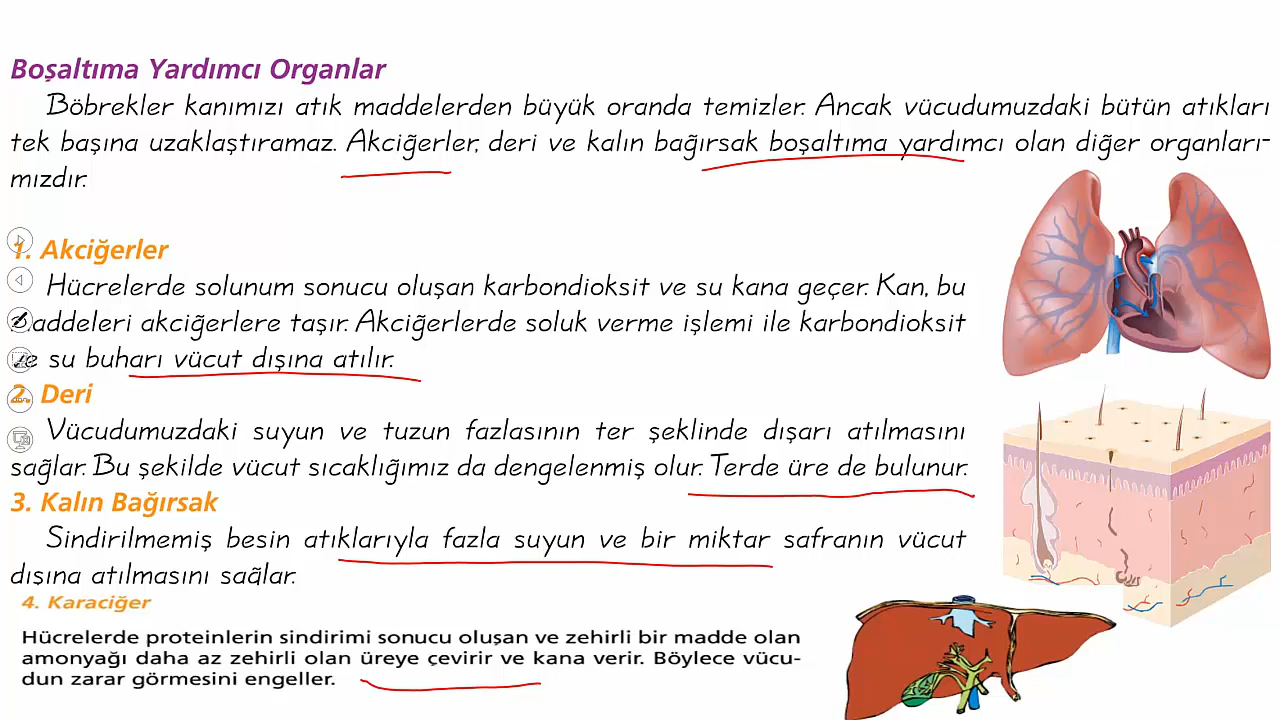 Boşaltıma Yardımcı Organlar
Böbrekler kanımızı atık maddelerden büyük oranda temizler. Ancak vücudumuzdaki bütün atıkları
tek başına uzaklaştıramaz. Akciğerler, deri ve kalın bağırsak boşaltıma yardımcı olan diğer organları-
mızdır.
1. Akciğerler
Hücrelerde solunum sonucu oluşan karbondioksit ve su kana geçer. Kan, bu
maddeleri akciğerlere taşır. Akciğerlerde soluk verme işlemi ile karbondioksit
ve su buharı vücut dışına atılır.
2. Deri
Vücudumuzdaki suyun ve tuzun fazlasının ter şeklinde dışarı atılmasını
sağlar. Bu şekilde vücut sıcaklığımız da dengelenmiş olur. Terde üre de bulunur.
3. Kalın Bağırsak
Sindirilmemiş besin atıklarıyla fazla suyun ve bir miktar safranın vücut
dışına atılmasını sağlar.
4. Karaciğer
Hücrelerde proteinlerin sindirimi sonucu oluşan ve zehirli bir madde olan
amonyağı daha az zehirli olan üreye çevirir ve kana verir. Böylece vücu-
dun zarar görmesini engeller.